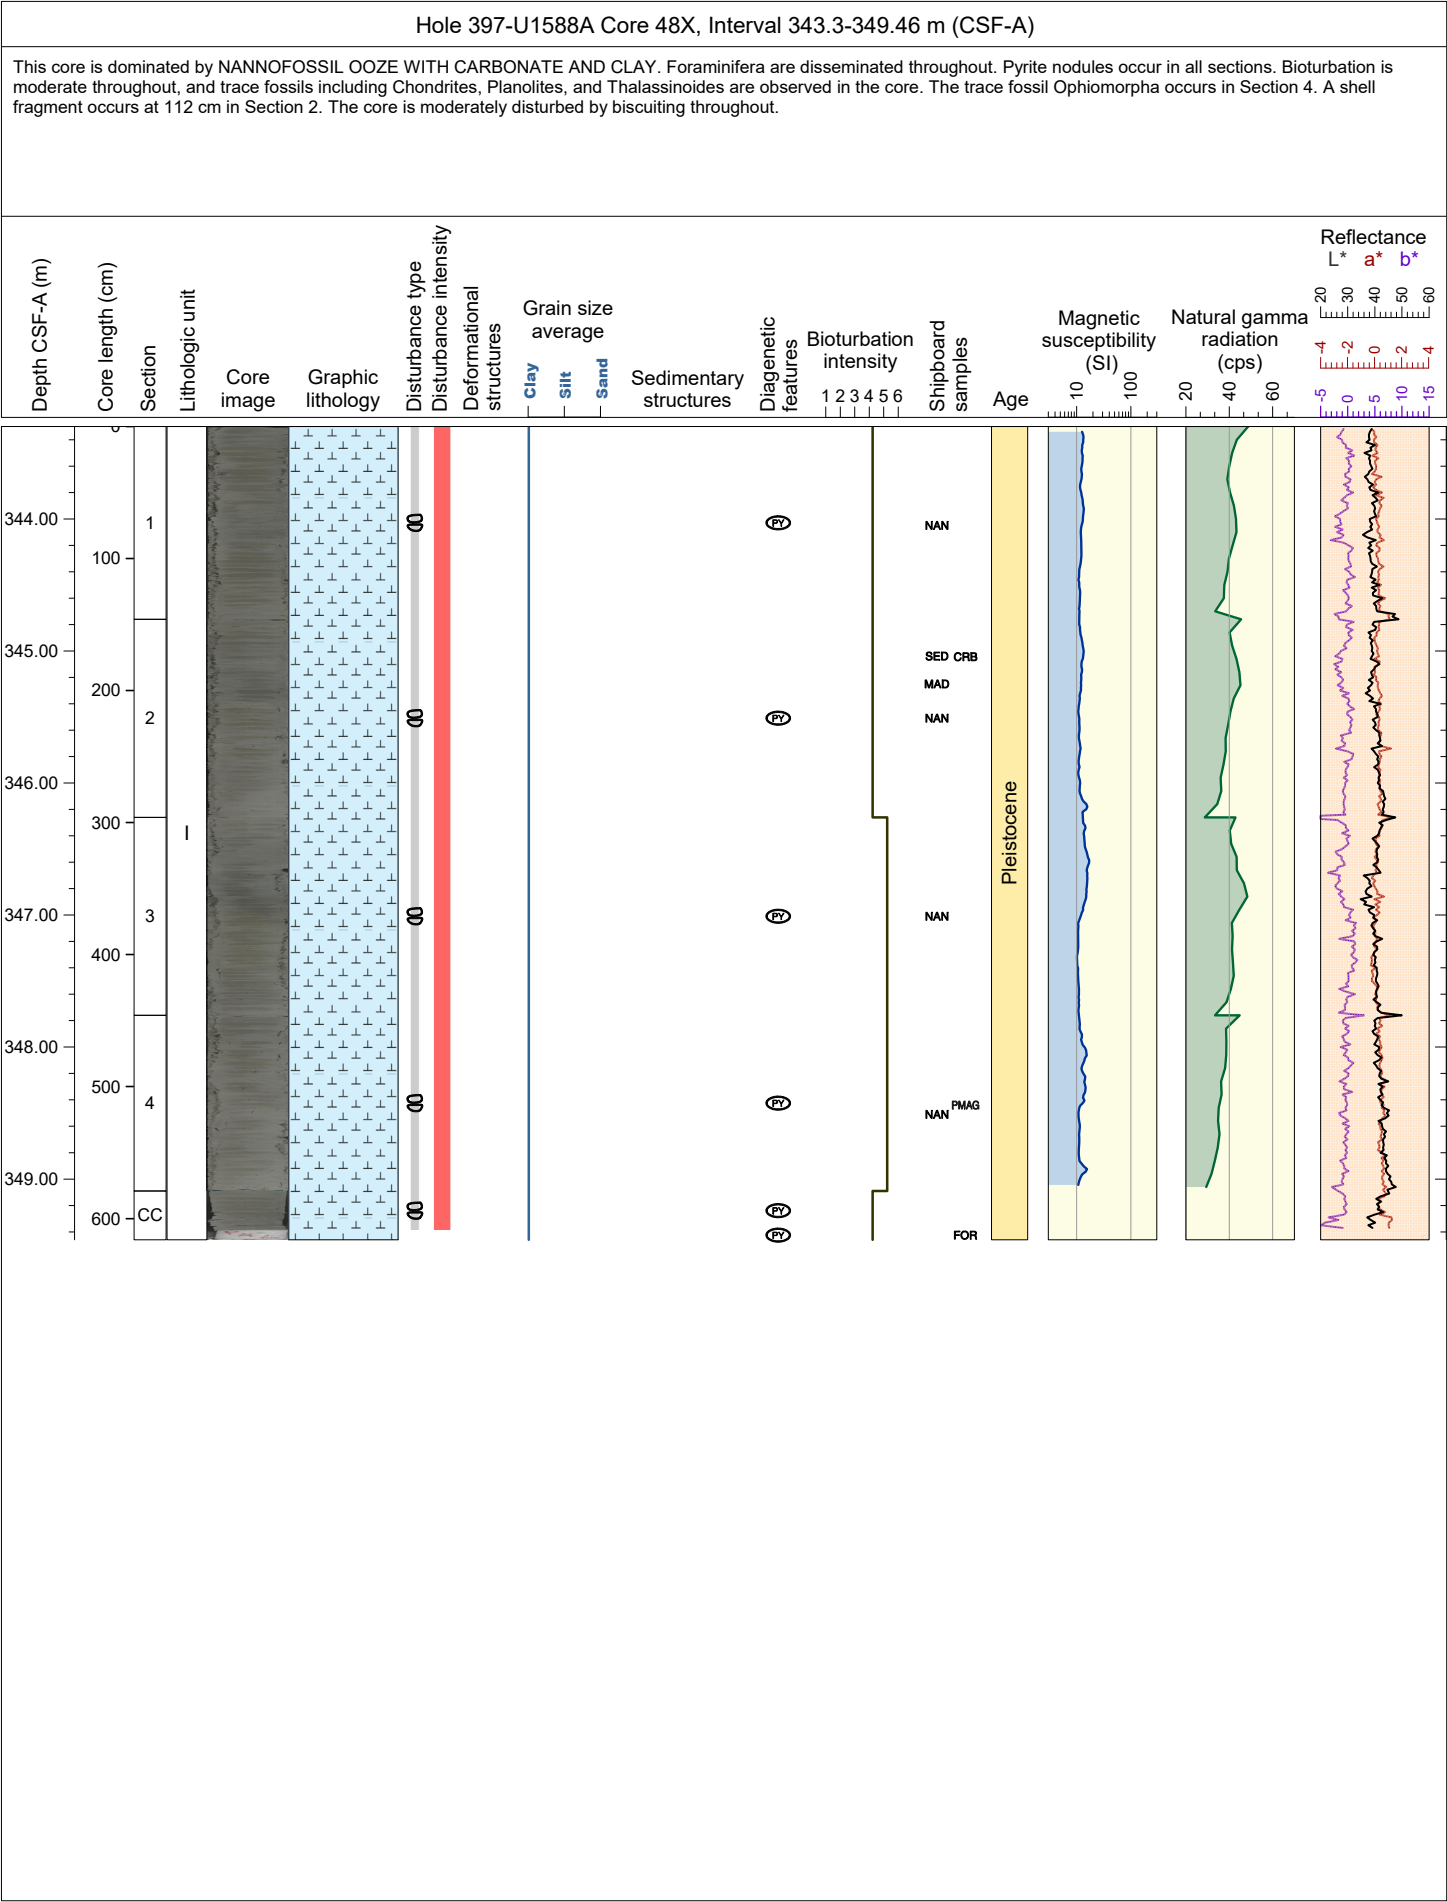 Hole 397-U1588A Core 48X, Interval 343.3-349.46 m (CSF-A)
This core is dominated by NANNOFOSSIL OOZE WITH CARBONATE AND CLAY. Foraminifera are disseminated throughout. Pyrite nodules occur in all sections. Bioturbation is
moderate throughout, and trace fossils including Chondrites, Planolites, and Thalassinoides are observed in the core. The trace fossil Ophiomorpha occurs in Section 4. A shell
fragment occurs at 112 cm in Section 2. The core is moderately disturbed by biscuiting throughout.
Depth CSF-A (m)
Core length (cm)
Section
Lithologic unit
Core
image
Graphic
lithology
Disturbance type
Disturbance intensity
Deformational
structures
Grain size
average
Clay
Silt
Sand
Sedimentary
structures
Diagenetic
features
Bioturbation
intensity
1 2 3 4 5 6
Shipboard
samples
Age
Magnetic
susceptibility
(SI)
10 100
Natural gamma
radiation
(cps)
20 40 60
Reflectance
L* a* b*
20 30 40 50 60
-4 -2 0 2 4
-5 0 5 10 15
0
344.00
100
1
PY
NAN
345.00
SED CRB
200
MAD
2
PY
NAN
346.00
300
I
Pleistocene
347.00
3
PY
NAN
400
348.00
500
4
PY
PMAG
NAN
349.00
600
CC
PY
PY
FOR